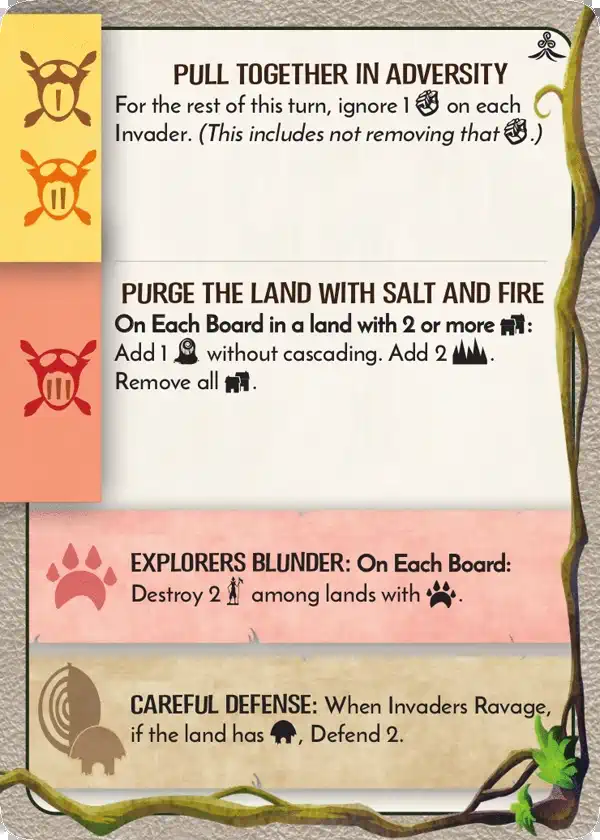 I
II
PULL TOGETHER IN ADVERSITY
For the rest of this turn, ignore 1 on each
Invader. (This includes not removing that .)
III
PURGE THE LAND WITH SALT AND FIRE
On Each Board in a land with 2 or more :
Add 1 without cascading. Add 2 .
Remove all .
EXPLORERS BLUNDER: On Each Board:
Destroy 2 among lands with .
CAREFUL DEFENSE: When Invaders Ravage,
if the land has , Defend 2.